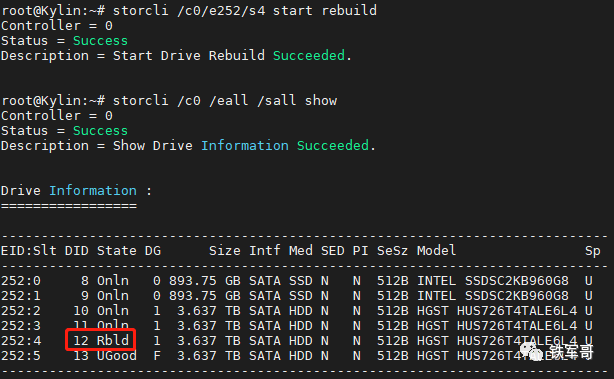 root@Kylin:~# storcli /c0/e252/s4 start rebuild
Controller = 0
Status = Success
Description = Start Drive Rebuild Succeeded.
root@Kylin:~# storcli /c0 /eall /sall show
Controller = 0
Status = Success
Description = Show Drive Information Succeeded.
Drive Information :
=================
----------------------------------------------------------------------------
EID:Slt DID State DG Size Intf Med SED PI SeSz Model Sp
----------------------------------------------------------------------------
252:0 8 Onln 0 893.75 GB SATA SSD N N 512B INTEL SSDSC2KB960G8 U
252:1 9 Onln 0 893.75 GB SATA SSD N N 512B INTEL SSDSC2KB960G8 U
252:2 10 Onln 1 3.637 TB SATA HDD N N 512B HGST HUS726T4TALE6L4 U
252:3 11 Onln 1 3.637 TB SATA HDD N N 512B HGST HUS726T4TALE6L4 U
252:4 12 Rbld 1 3.637 TB SATA HDD N N 512B HGST HUS726T4TALE6L4 U
252:5 13 UGood F 3.637 TB SATA HDD N N 512B HGST HUS726T4TALE6L4 U
----------------------------------------------------------------------------
铁军哥